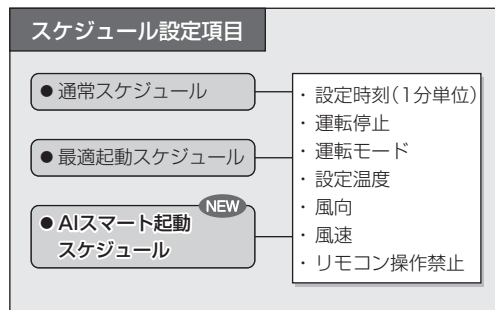 スケジュール設定項目
● 通常スケジュール
● 最適起動スケジュール
NEW
● AIスマート起動
スケジュール
・ 設定時刻(1分単位)
・ 運転停止
・ 運転モード
・ 設定温度
・ 風向
・ 風速
・ リモコン操作禁止